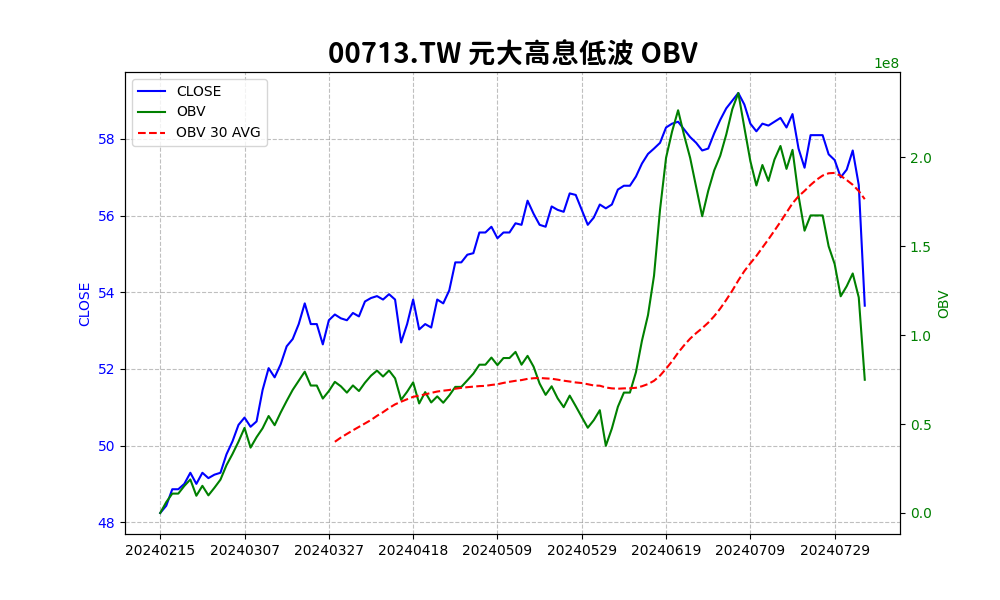 00713.TW 元大高息低波 OBV
1e8
CLOSE
OBV
OBV 30 AVG
58
56
54
52
50
48
CLOSE
2.0
1.5
1.0
0.5
0.0
OBV
20240215 20240307 20240327 20240418 20240509 20240529 20240619 20240709 20240729